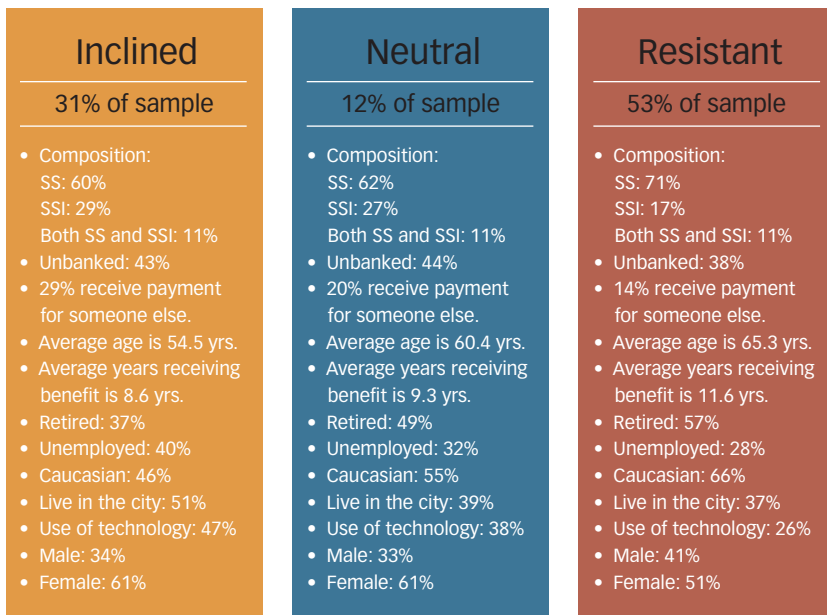 Inclined
31% of sample
• Composition:
SS: 60%
SSI: 29%
Both SS and SSI: 11%
• Unbanked: 43%
• 29% receive payment
for someone else.
• Average age is 54.5 yrs.
• Average years receiving
benefit is 8.6 yrs.
• Retired: 37%
• Unemployed: 40%
• Caucasian: 46%
• Live in the city: 51%
• Use of technology: 47%
• Male: 34%
• Female: 61%
Neutral
12% of sample
• Composition:
SS: 62%
SSI: 27%
Both SS and SSI: 11%
• Unbanked: 44%
• 20% receive payment
for someone else.
• Average age is 60.4 yrs.
• Average years receiving
benefit is 9.3 yrs.
• Retired: 49%
• Unemployed: 32%
• Caucasian: 55%
• Live in the city: 39%
• Use of technology: 38%
• Male: 33%
• Female: 61%
Resistant
53% of sample
• Composition:
SS: 71%
SSI: 17%
Both SS and SSI: 11%
• Unbanked: 38%
• 14% receive payment
for someone else.
• Average age is 65.3 yrs.
• Average years receiving
benefit is 11.6 yrs.
• Retired: 57%
• Unemployed: 28%
• Caucasian: 66%
• Live in the city: 37%
• Use of technology: 26%
• Male: 41%
• Female: 51%